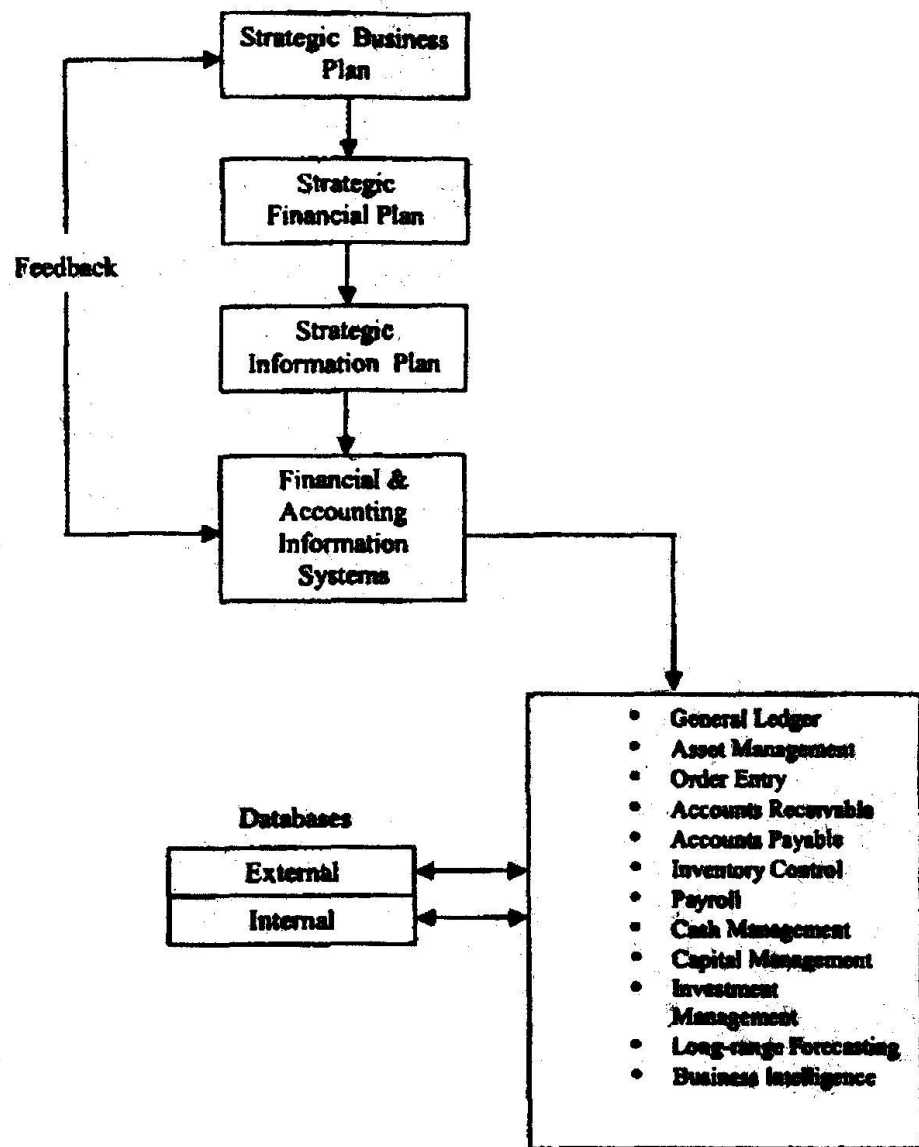 Strategic Business
Plan
Strategic
Financial Plan
Feedback
Strategic
Information Plan
Financial &
Accounting
Information
Systems
• General Ledger
• Asset Management
• Order Entry
• Accounts Receivable
• Accounts Payable
• Inventory Control
• Payroll
• Cash Management
• Capital Management
• Investment
Management
• Long-range Forecasting
• Business Intelligence
Databases
External
Internal